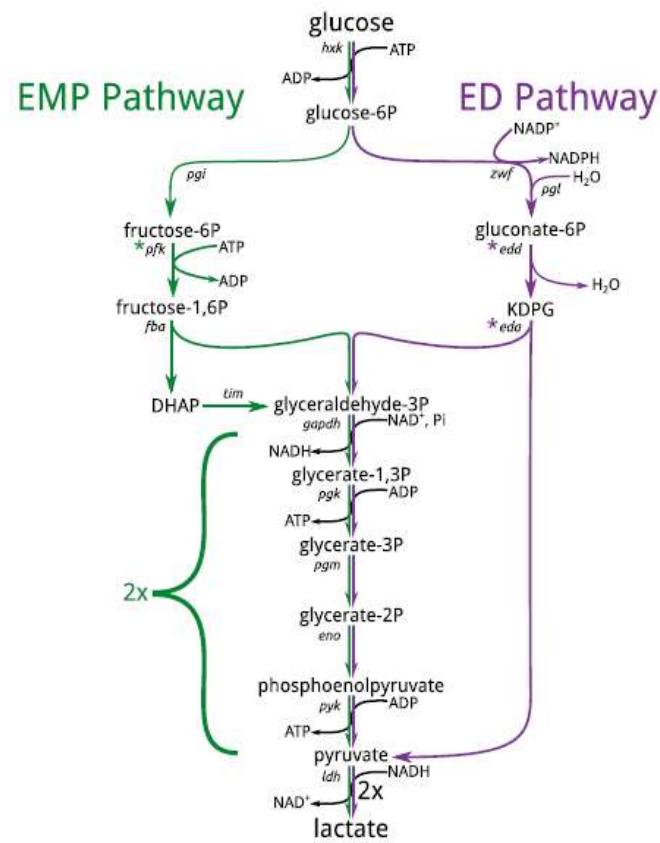 glucose
hxk
ATP
ADP
EMP Pathway
ED Pathway
glucose-6P
NADP⁺
NADPH
pgi
zwf
H₂O
pgl
fructose-6P
gluconate-6P
*pfk
ATP
*edd
ADP
H₂O
fructose-1,6P
KDPG
fba
*eda
DHAP
tim
glyceraldehyde-3P
gapdh
NAD⁺, Pi
NADH
glycerate-1,3P
pgk
ADP
ATP
glycerate-3P
pgm
2x
glycerate-2P
eno
phosphoenolpyruvate
pyk
ADP
ATP
pyruvate
ldh
NADH
2x
NAD⁺
lactate